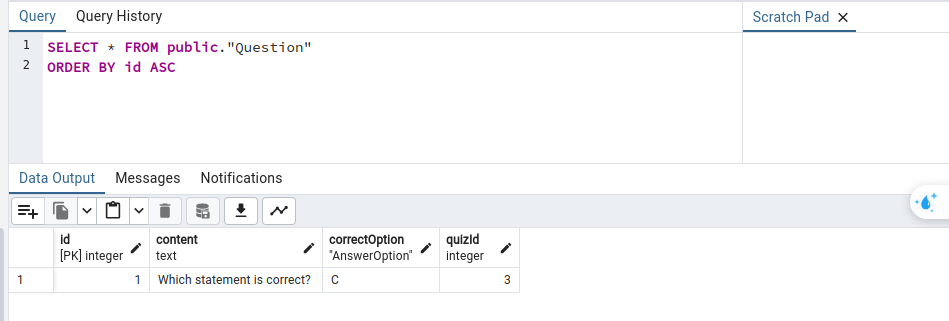 Query Query History
Scratch Pad
1 SELECT * FROM public."Question"
2 ORDER BY id ASC
Data Output Messages Notifications
id content correctOption quizId
[PK] integer text "AnswerOption" integer
1 1 Which statement is correct? C 3